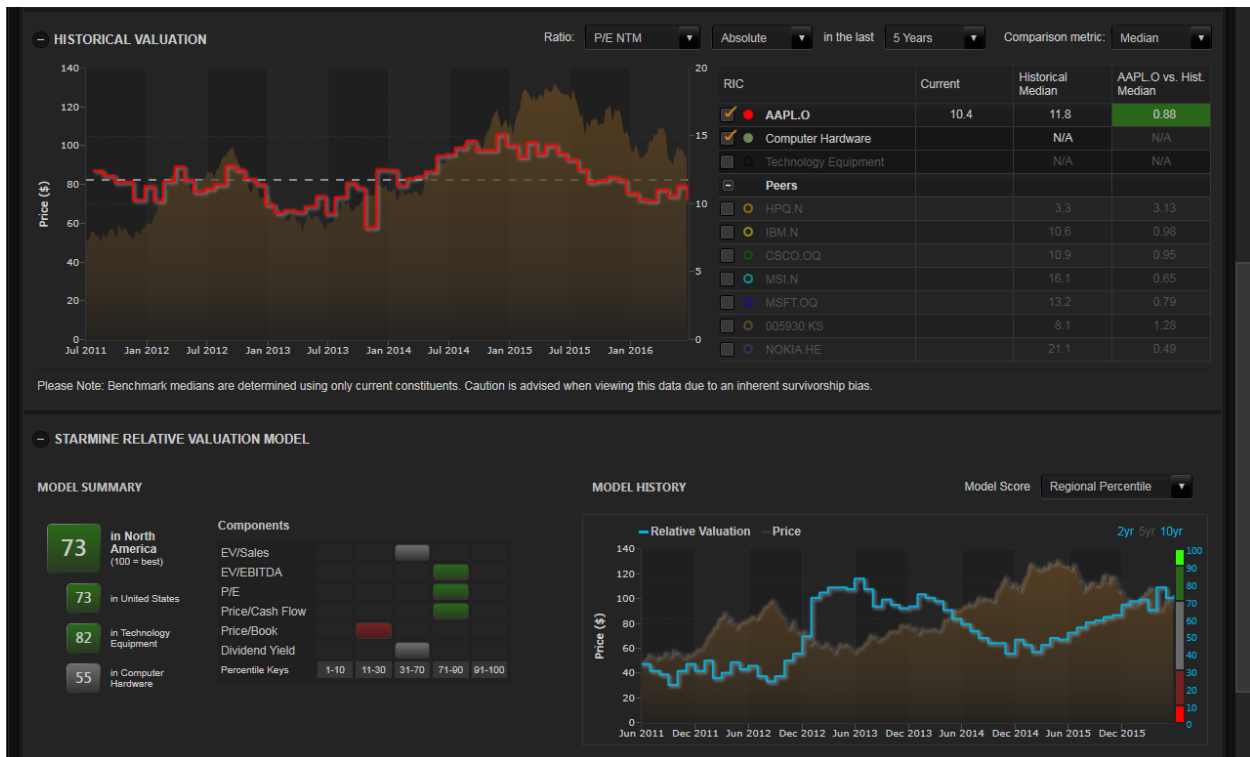 HISTORICAL VALUATION
Ratio: P/E NTM Absolute in the last 5 Years Comparison metric: Median
140
120
100
80
60
40
20
0
Price ($)
20
15
10
5
0
Jul 2011 Jan 2012 Jul 2012 Jan 2013 Jul 2013 Jan 2014 Jul 2014 Jan 2015 Jul 2015 Jan 2016
RIC Current Historical Median AAPL.O vs. Hist. Median
AAPL.O 10.4 11.8 0.88
Computer Hardware N/A N/A
Technology Equipment N/A N/A
Peers
HPQ.N 3.3 3.13
IBM.N 10.6 0.98
CSCO.OQ 10.9 0.95
MSI.N 16.1 0.65
MSFT.OQ 13.2 0.79
005930.KS 8.1 1.28
NOKIA.HE 21.1 0.49
Please Note: Benchmark medians are determined using only current constituents. Caution is advised when viewing this data due to an inherent survivorship bias.
STARMINE RELATIVE VALUATION MODEL
MODEL SUMMARY
73 in North America (100 = best)
73 in United States
82 in Technology Equipment
55 in Computer Hardware
Components
EV/Sales
EV/EBITDA
P/E
Price/Cash Flow
Price/Book
Dividend Yield
Percentile Keys 1-10 11-30 31-70 71-90 91-100
MODEL HISTORY
Model Score Regional Percentile
Relative Valuation Price
2yr 5yr 10yr
140
120
100
80
60
40
20
0
Price ($)
100
90
80
70
60
50
40
30
20
10
0
Jun 2011 Dec 2011 Jun 2012 Dec 2012 Jun 2013 Dec 2013 Jun 2014 Dec 2014 Jun 2015 Dec 2015